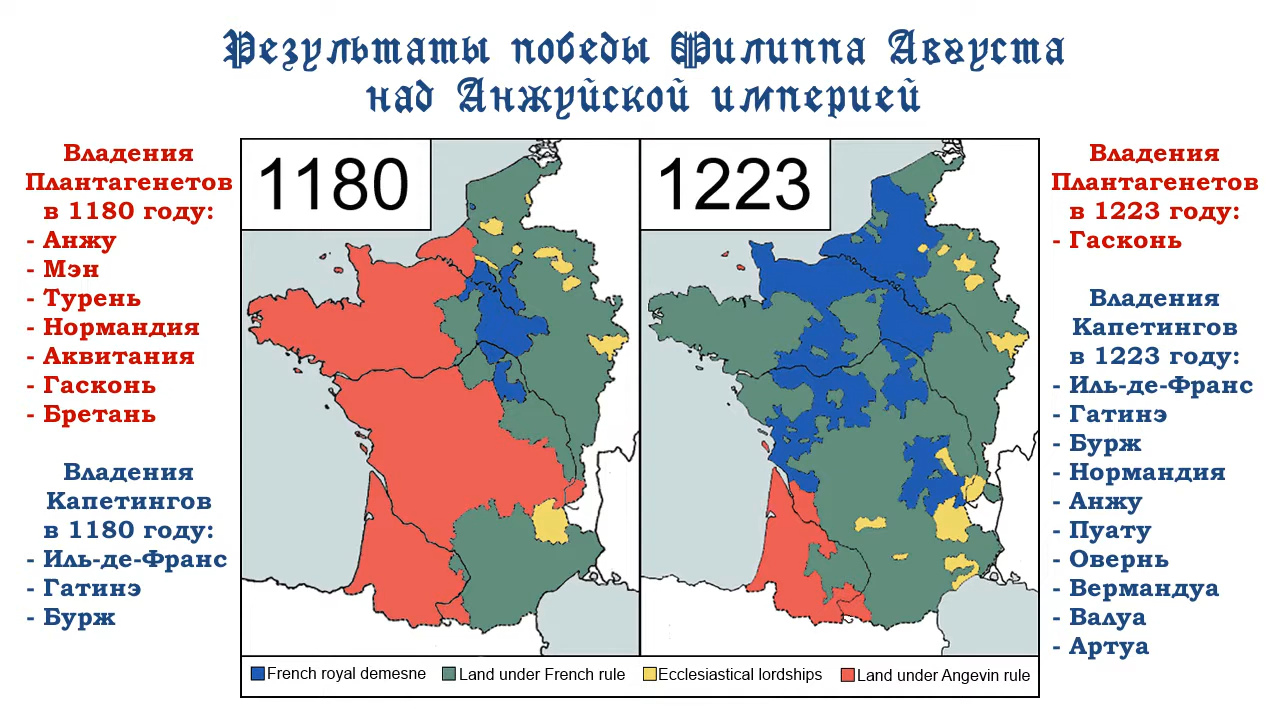 Результаты победы Филиппа Августа
над Анжуйской империей
Владения
Плантагенетов
в 1180 году:
- Анжу
- Мэн
- Турень
- Нормандия
- Аквитания
- Гасконь
- Бретань
Владения
Капетингов
в 1180 году:
- Иль-де-Франс
- Гатинэ
- Бурж
1180
1223
French royal demesne
Land under French rule
Ecclesiastical lordships
Land under Angevin rule
Владения
Плантагенетов
в 1223 году:
- Гасконь
Владения
Капетингов
в 1223 году:
- Иль-де-Франс
- Гатинэ
- Бурж
- Нормандия
- Анжу
- Пуату
- Овернь
- Вермандуа
- Валуа
- Артуа